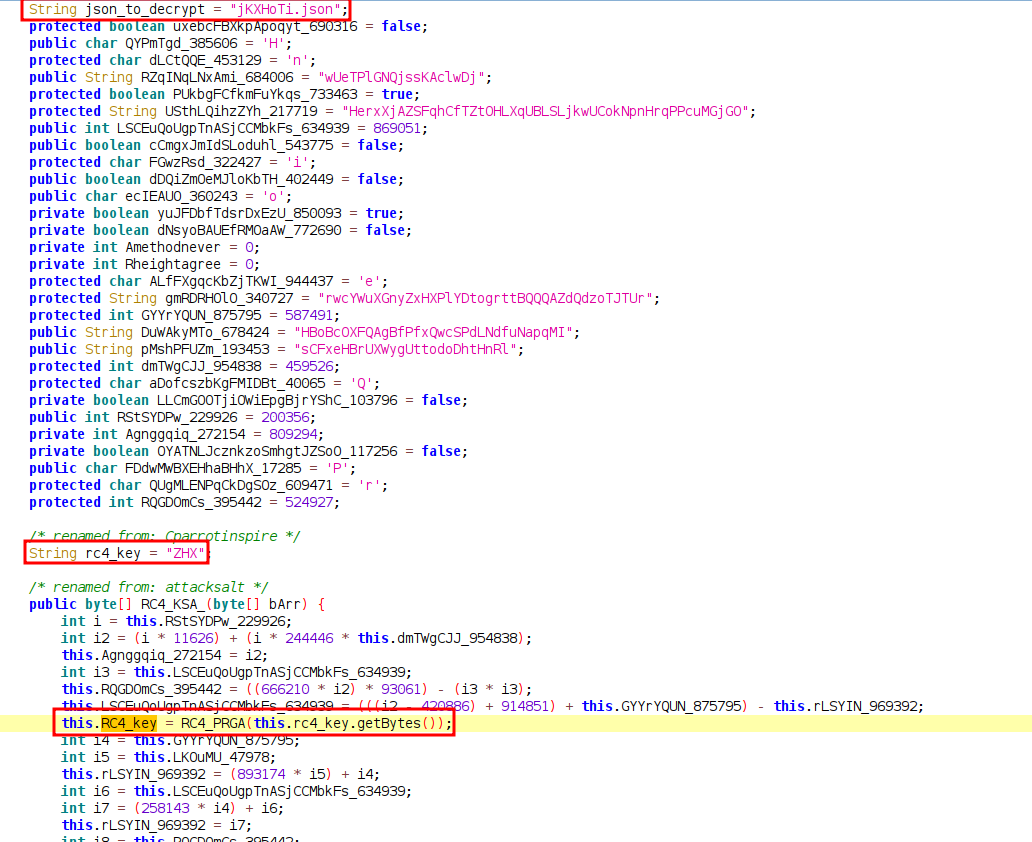 String json_to_decrypt = "jKXHoTi.json";
protected boolean uxebcFBXkpApoqyt_690316 = false;
public char QYPmTgd_385606 = 'H';
protected char dLCtQQE_453129 = 'n';
public String RZqINqLNxAmi_684006 = "wUeTPlGNQjssKAclwDj";
protected boolean PUkbgFCfkmFuYkqs_733463 = true;
protected String USthLQihzZYh_217719 = "HerxXjAZSFqhCfTZtOHLXqUBLSLjkwUCokNpnHrqPPcuMGjGO";
public int LSCEuQoUgpTnASjCCMbkFs_634939 = 869051;
public boolean cCmgxJmIdSLoduhl_543775 = false;
protected char FGwzRsd_322427 = 'i';
public boolean dDQiZmOeMJloKbTH_402449 = false;
public char ecIEAUO_360243 = 'o';
private boolean yuJFDbfTdsrDxEzU_850093 = true;
private boolean dNsyoBAUEfRMOaAW_772690 = false;
private int Amethodnever = 0;
private int Rheightagree = 0;
protected char ALfFXgqcKbZjTKWI_944437 = 'e';
protected String gmRDRHOlO_340727 = "rwcYWuXGnyZxHXPlYDtogrttBQQQAZdQdzoTJTUr";
protected int GYYrYQUN_875795 = 587491;
public String DuWAkyMTo_678424 = "HBoBcOXFQAgBfPfxQwcSPdLNdfuNapqMI";
public String pMshPFUZm_193453 = "sCFxeHBrUXWygUttodoDhtHnRl";
protected int dmTWgCJJ_954838 = 459526;
protected char aDofcszbKgFMIDBt_40065 = 'Q';
private boolean LLCmGOOTjiOWiEpgBjrYShC_103796 = false;
public int RStSYDPw_229926 = 200356;
private int Agnggqiq_272154 = 809294;
private boolean OYATNLJcznkzoSmhgtJZSoO_117256 = false;
public char FDdwMWBXEHhaBHhX_17285 = 'P';
protected char QUgMLENPqCkDgSOz_609471 = 'r';
protected int RQGDOmCs_395442 = 524927;
/* renamed from: Cparrotinspire */
String rc4_key = "ZHX";
/* renamed from: attacksalt */
public byte[] RC4_KSA_(byte[] bArr) {
int i = this.RStSYDPw_229926;
int i2 = (i * 11626) + (i * 244446 * this.dmTWgCJJ_954838);
this.Agnggqiq_272154 = i2;
int i3 = this.LSCEuQoUgpTnASjCCMbkFs_634939;
this.RQGDOmCs_395442 = ((666210 * i2) * 93061) - (i3 * i3);
this.LSCEuQoUgpTnASjCCMbkFs_634939 = (((i2 - 420886) + 914851) + this.GYYrYQUN_875795) - this.rLSYIN_969392;
this.RC4_key = RC4_PRGA(this.rc4_key.getBytes());
int i4 = this.GYYrYQUN_875795;
int i5 = this.LKOuMU_47978;
this.rLSYIN_969392 = (893174 * i5) + i4;
int i6 = this.LSCEuQoUgpTnASjCCMbkFs_634939;
int i7 = (258143 * i4) + i6;
this.rLSYIN_969392 = i7;
int i8 = this.RQGDOmCs_395442;